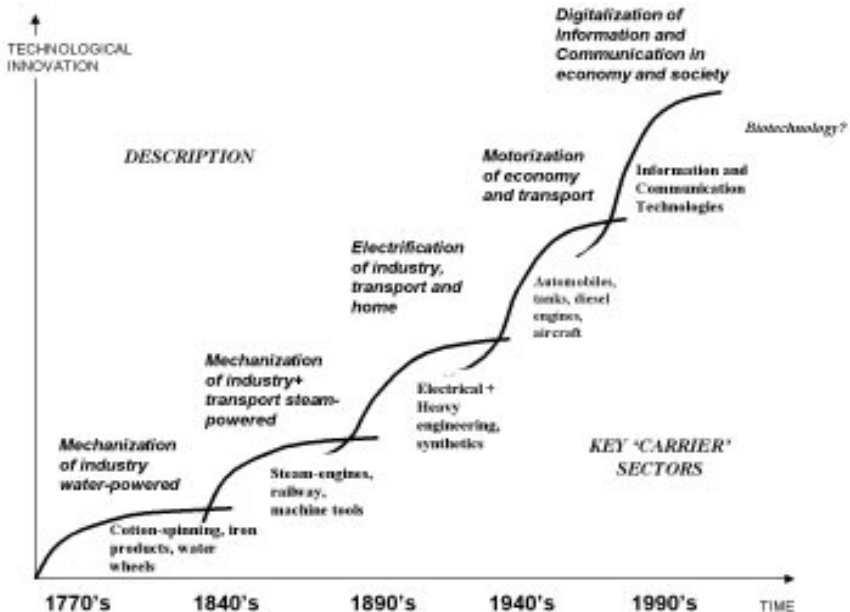 TECHNOLOGICAL
INNOVATION
Digitalization of
Information and
Communication in
economy and society
Biotechnology?
DESCRIPTION
Motorization
of economy
and transport
Information and
Communication
Technologies
Electrification
of industry,
transport and
home
Automobiles,
tanks, diesel
engines,
aircraft
Mechanization
of industry+
transport steam-
powered
Electrical +
Heavy
engineering,
synthetics
KEY ‘CARRIER’
SECTORS
Mechanization
of industry
water-powered
Steam-engines,
railway,
machine tools
Cotton-spinning, iron
products, water
wheels
1770's 1840's 1890's 1940's 1990's TIME